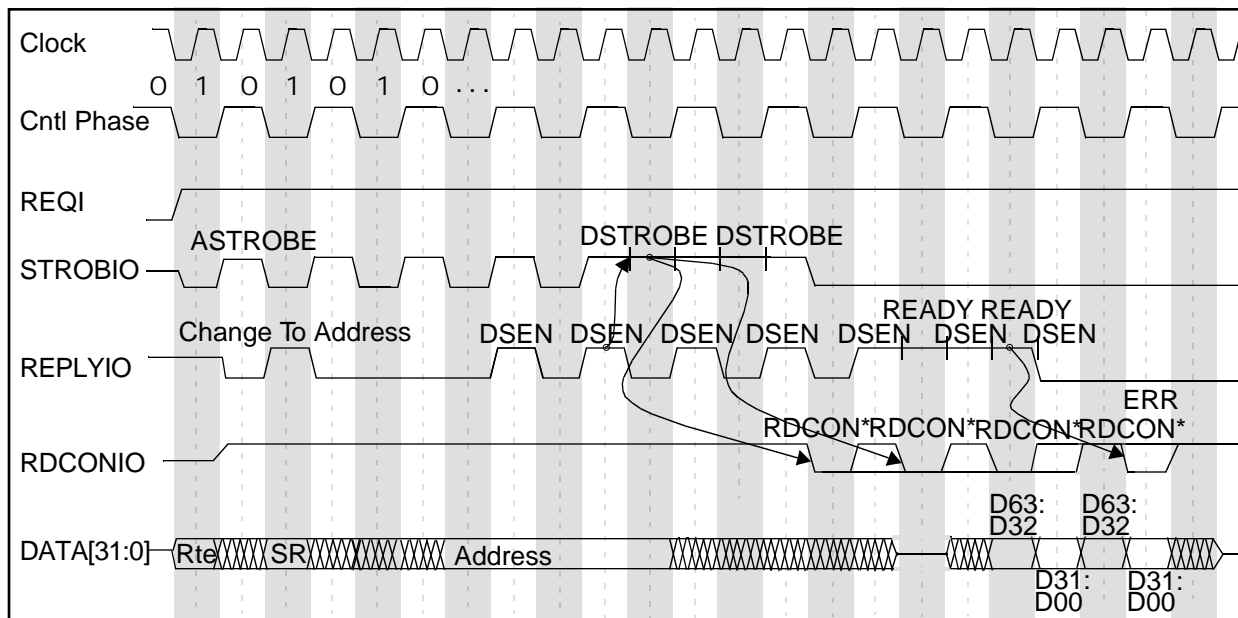 Clock
0 1 0 1 0 1 0 ...
Cntl Phase
REQI
ASTROBE DSTROBE DSTROBE
STROBIO
READY READY
Change To Address DSEN DSEN DSEN DSEN DSEN DSEN DSEN
REPLYIO
ERR
RDCON* RDCON* RDCON* RDCON*
RDCONIO
D63: D63:
D32 D32
DATA[31:0] Rte SR Address
D31: D31:
D00 D00